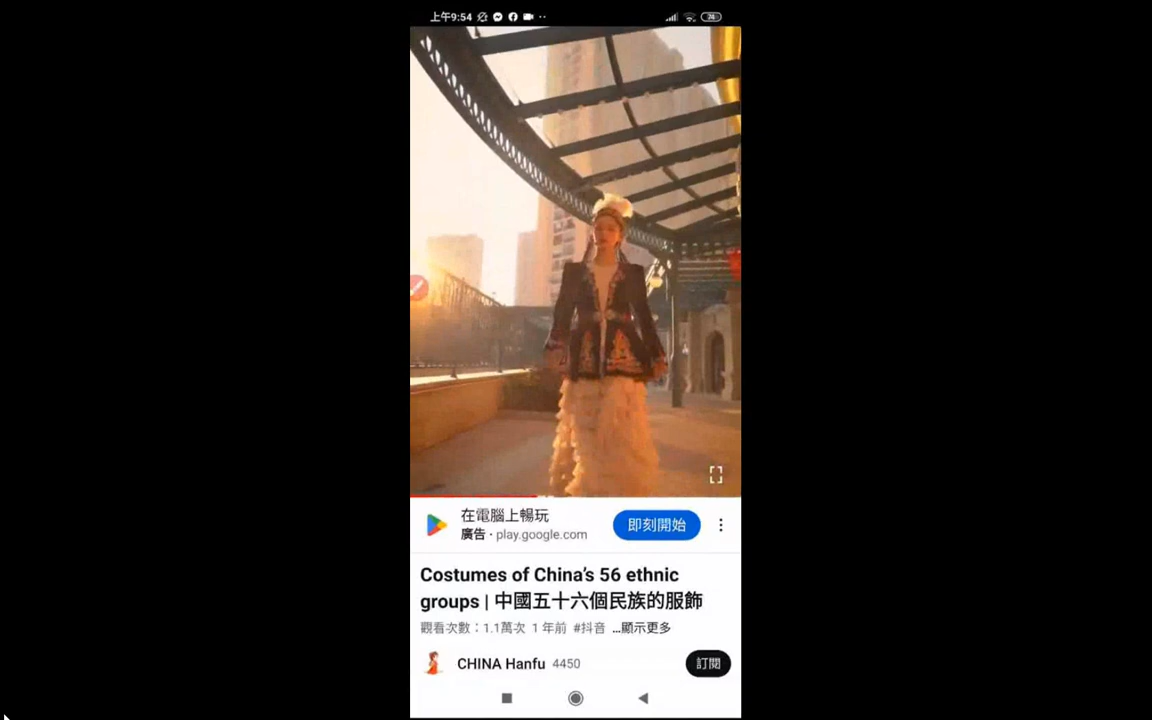 上午9:54
74
在電腦上暢玩
廣告 · play.google.com
即刻開始
Costumes of China's 56 ethnic
groups | 中國五十六個民族的服飾
觀看次數：1.1萬次 1 年前 #抖音 ...顯示更多
CHINA Hanfu 4450
訂閱